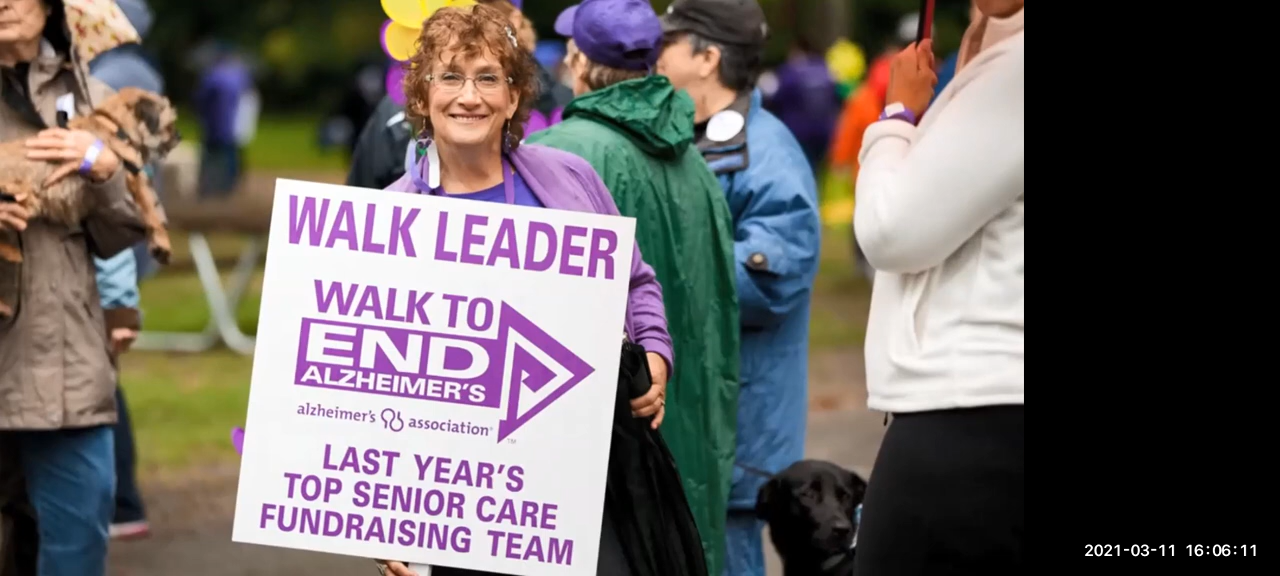 WALK LEADER
WALK TO
END
ALZHEIMER'S
alzheimer's association®
™
LAST YEAR'S
TOP SENIOR CARE
FUNDRAISING TEAM
2021-03-11 16:06:11